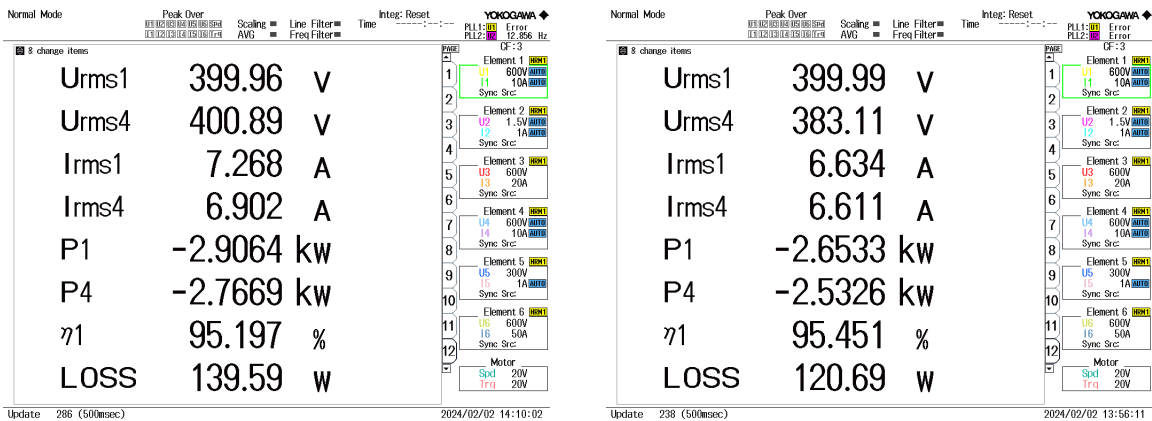 Normal Mode
Peak Over
Scaling
Line Filter
Time -----:--:--
Integ: Reset
YOKOGAWA
U1 U2 U3 U4 U5 U6 Spd
I1 I2 I3 I4 I5 I6 Trq
AVG
Freq Filter
PLL1: U1 Error
PLL2: U2 12.856 Hz
8 change items
PAGE
CF:3
Urms1 399.96 V
Urms4 400.89 V
Irms1 7.268 A
Irms4 6.902 A
P1 -2.9064 kW
P4 -2.7669 kW
η1 95.197 %
LOSS 139.59 W
1
2
3
4
5
6
7
8
9
10
11
12
Element 1 HRM1
U1 600V AUTO
I1 10A AUTO
Sync Src:
Element 2 HRM1
U2 1.5V AUTO
I2 1A AUTO
Sync Src:
Element 3 HRM1
U3 600V
I3 20A
Sync Src:
Element 4 HRM1
U4 600V AUTO
I4 10A AUTO
Sync Src:
Element 5 HRM1
U5 300V
I5 1A AUTO
Sync Src:
Element 6 HRM1
U6 600V
I6 50A
Sync Src:
Motor
Spd 20V
Trq 20V
Update 286 (500msec)
2024/02/02 14:10:02
Normal Mode
Peak Over
Scaling
Line Filter
Time -----:--:--
Integ: Reset
YOKOGAWA
U1 U2 U3 U4 U5 U6 Spd
I1 I2 I3 I4 I5 I6 Trq
AVG
Freq Filter
PLL1: U1 Error
PLL2: U2 Error
8 change items
PAGE
CF:3
Urms1 399.99 V
Urms4 383.11 V
Irms1 6.634 A
Irms4 6.611 A
P1 -2.6533 kW
P4 -2.5326 kW
η1 95.451 %
LOSS 120.69 W
1
2
3
4
5
6
7
8
9
10
11
12
Element 1 HRM1
U1 600V AUTO
I1 10A AUTO
Sync Src:
Element 2 HRM1
U2 1.5V AUTO
I2 1A AUTO
Sync Src:
Element 3 HRM1
U3 600V
I3 20A
Sync Src:
Element 4 HRM1
U4 600V AUTO
I4 10A AUTO
Sync Src:
Element 5 HRM1
U5 300V
I5 1A AUTO
Sync Src:
Element 6 HRM1
U6 600V
I6 50A
Sync Src:
Motor
Spd 20V
Trq 20V
Update 238 (500msec)
2024/02/02 13:56:11